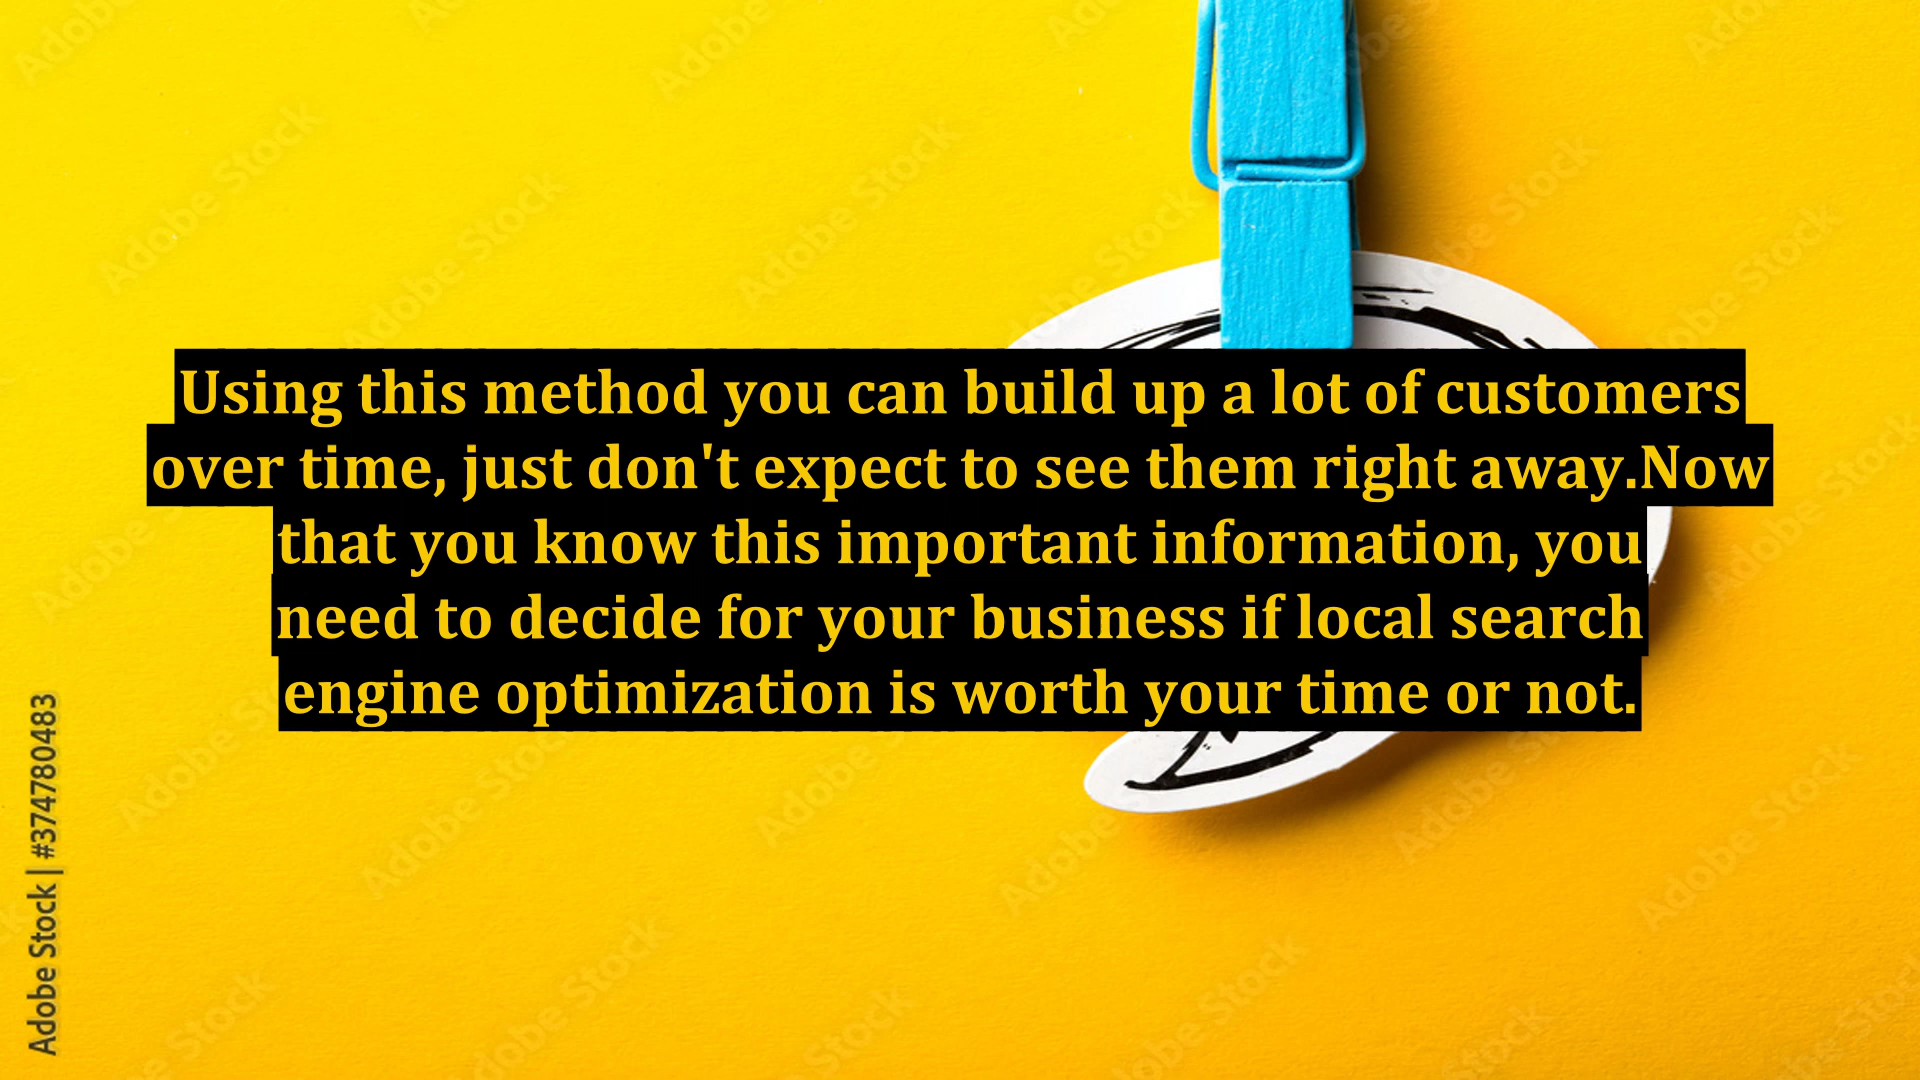 Using this method you can build up a lot of customers
over time, just don't expect to see them right away.Now
that you know this important information, you
need to decide for your business if local search
engine optimization is worth your time or not.
Adobe Stock | #374780483